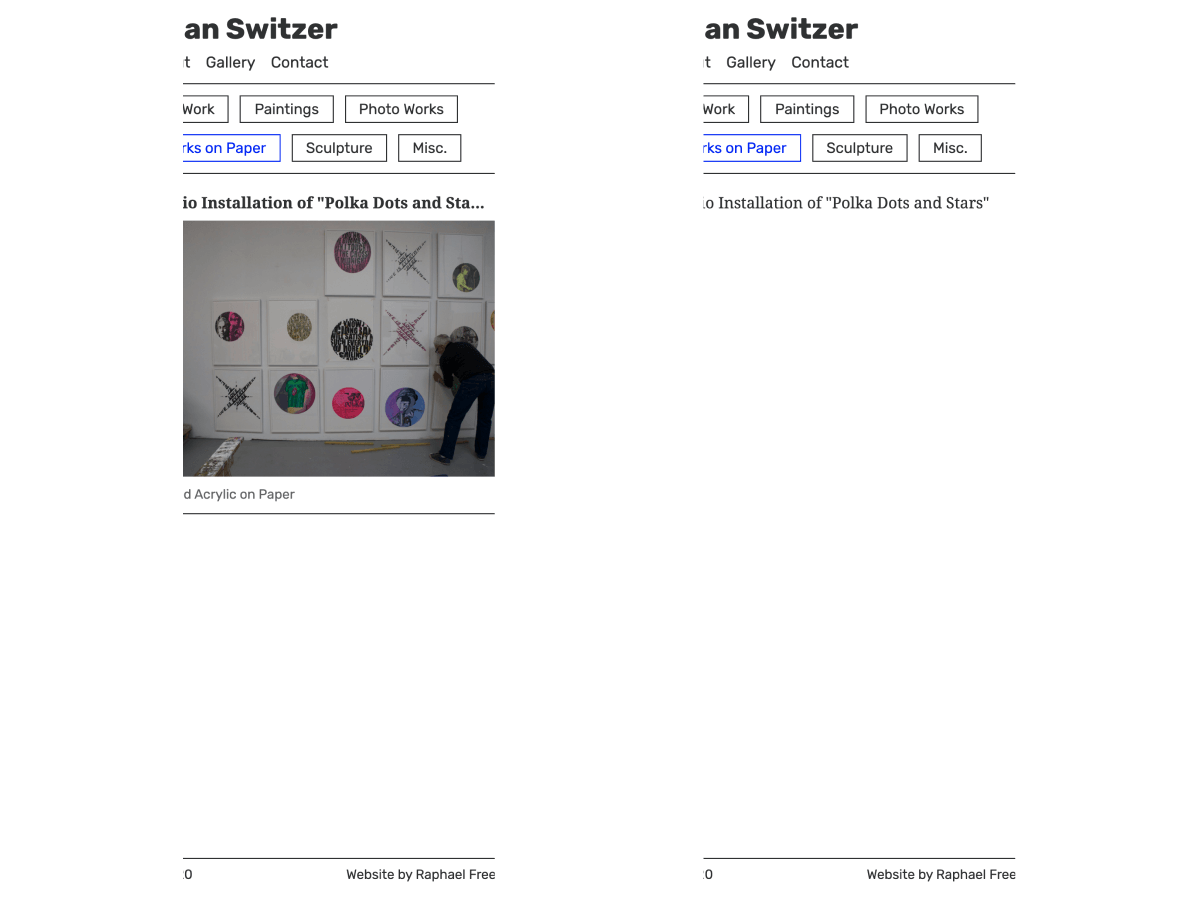 an Switzer
t Gallery Contact
Work Paintings Photo Works
rks on Paper Sculpture Misc.
io Installation of "Polka Dots and Sta...
d Acrylic on Paper
0 Website by Raphael Free
an Switzer
t Gallery Contact
Work Paintings Photo Works
rks on Paper Sculpture Misc.
io Installation of "Polka Dots and Stars"
0 Website by Raphael Free